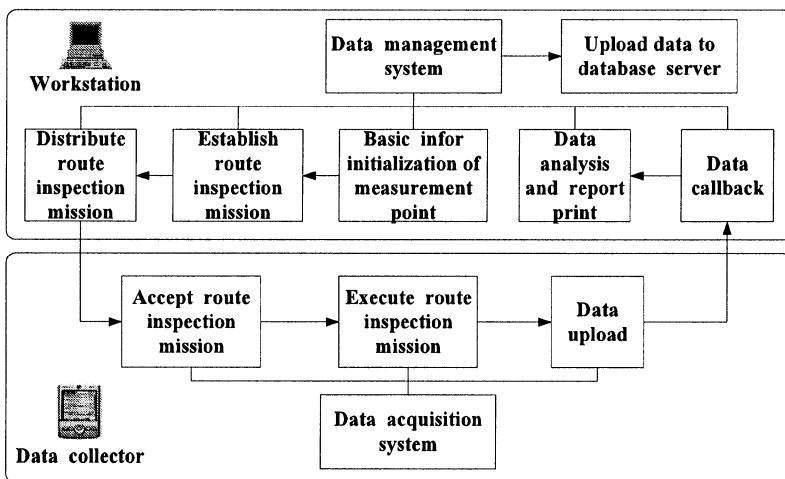 Data management
system
Upload data to
database server
Workstation
Distribute
route
inspection
mission
Establish
route
inspection
mission
Basic infor
initialization of
measurement
point
Data
analysis
and report
print
Data
callback
Accept route
inspection
mission
Execute route
inspection
mission
Data
upload
Data acquisition
system
Data collector